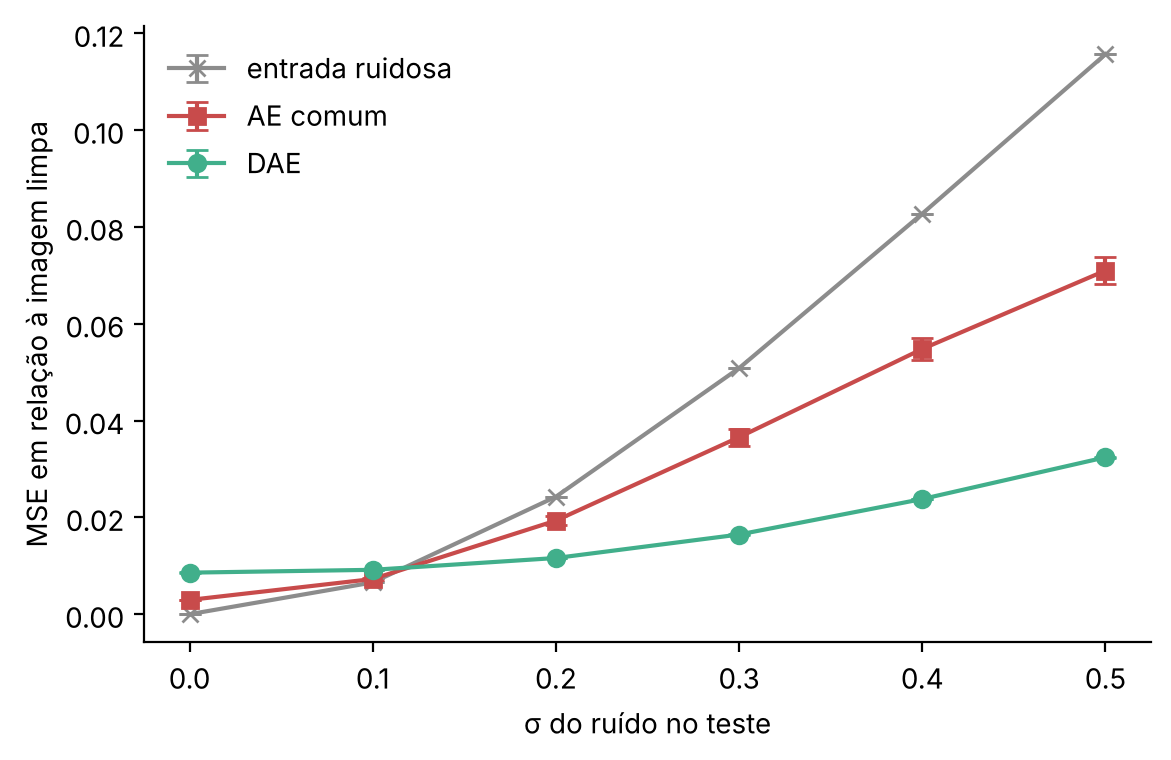 0.12
0.10
0.08
0.06
0.04
0.02
0.00
MSE em relação à imagem limpa
entrada ruidosa
AE comum
DAE
0.0
0.1
0.2
0.3
0.4
0.5
σ do ruído no teste